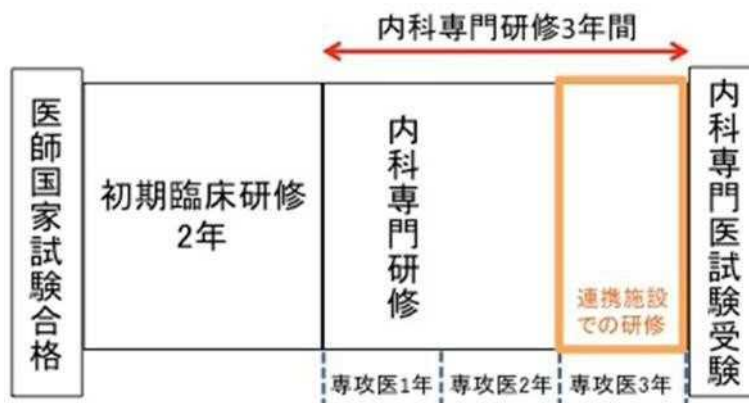 内科専門研修3年間
医師国家試験合格
初期臨床研修
2年
内科専門研修
連携施設
での研修
内科専門医試験受験
専攻医1年
専攻医2年
専攻医3年